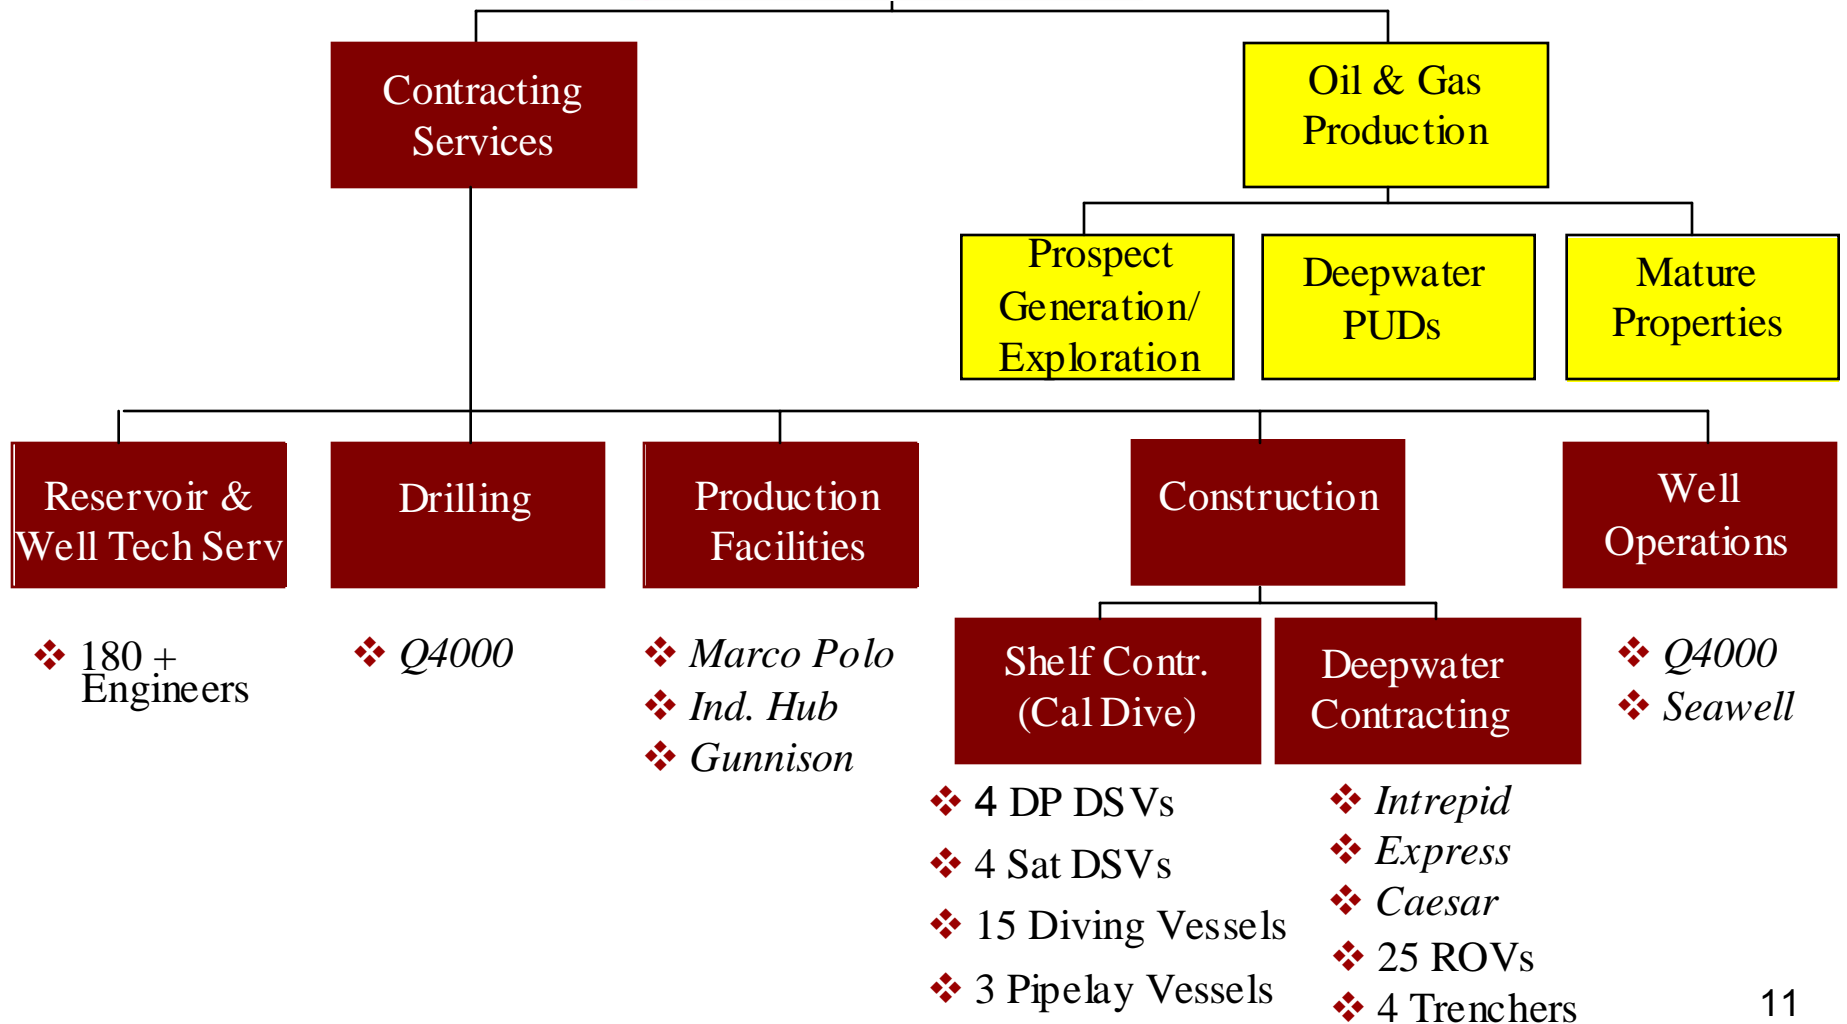 Contracting
Services
Oil & Gas
Production
Prospect
Generation/
Exploration
Deepwater
PUDs
Mature
Properties
Reservoir &
Well Tech Serv
Drilling
Production
Facilities
Construction
Well
Operations
❖ 180 +
Engineers
❖ Q4000
❖ Marco Polo
❖ Ind. Hub
❖ Gunnison
Shelf Contr.
(Cal Dive)
Deepwater
Contracting
❖ Q4000
❖ Seawell
❖ 4 DP DSVs
❖ 4 Sat DSVs
❖ 15 Diving Vessels
❖ 3 Pipelay Vessels
❖ Intrepid
❖ Express
❖ Caesar
❖ 25 ROVs
❖ 4 Trenchers
11